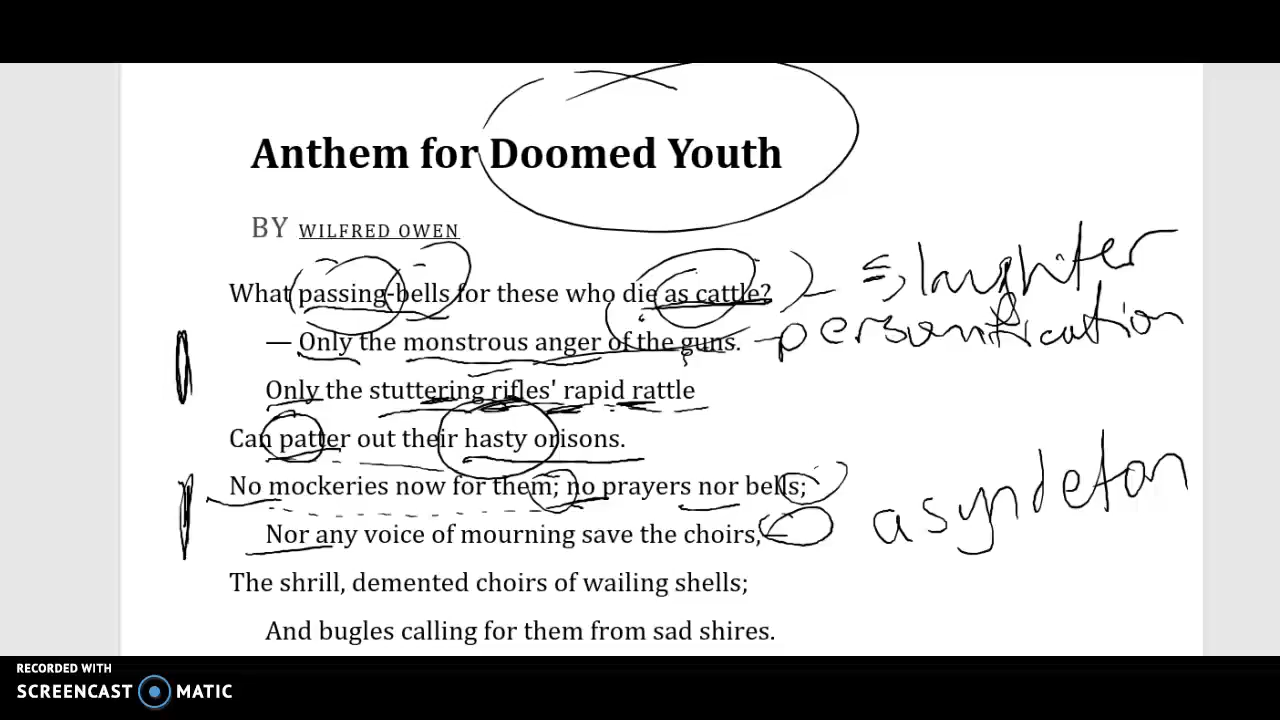 Anthem for Doomed Youth
BY WILFRED OWEN
What passing-bells for these who die as cattle? = slaughter
— Only the monstrous anger of the guns. - personification
Only the stuttering rifles' rapid rattle
Can patter out their hasty orisons.
No mockeries now for them; no prayers nor bells;
Nor any voice of mourning save the choirs,— asyndeton
The shrill, demented choirs of wailing shells;
And bugles calling for them from sad shires.
RECORDED WITH
SCREENCAST MATIC